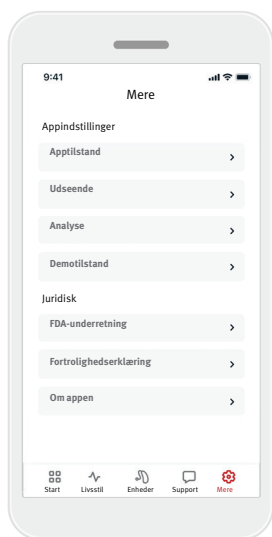 9:41
Mere
Appindstillinger
Apptilstand
Udseende
Analyse
Demotilstand
Juridisk
FDA-underretning
Fortrolighedserklæring
Om appen
Start Livsstil Enheder Support Mere